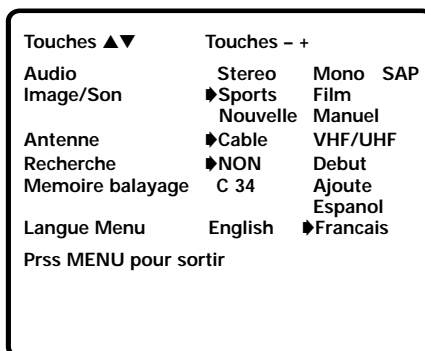 Touches ▲▼ Touches – +
Audio Stereo Mono SAP
Image/Son ➧Sports Film
Nouvelle Manuel
Antenne ➧Cable VHF/UHF
Recherche ➧NON Debut
Memoire balayage C 34 Ajoute
Espanol
Langue Menu English ➧Francais
Prss MENU pour sortir